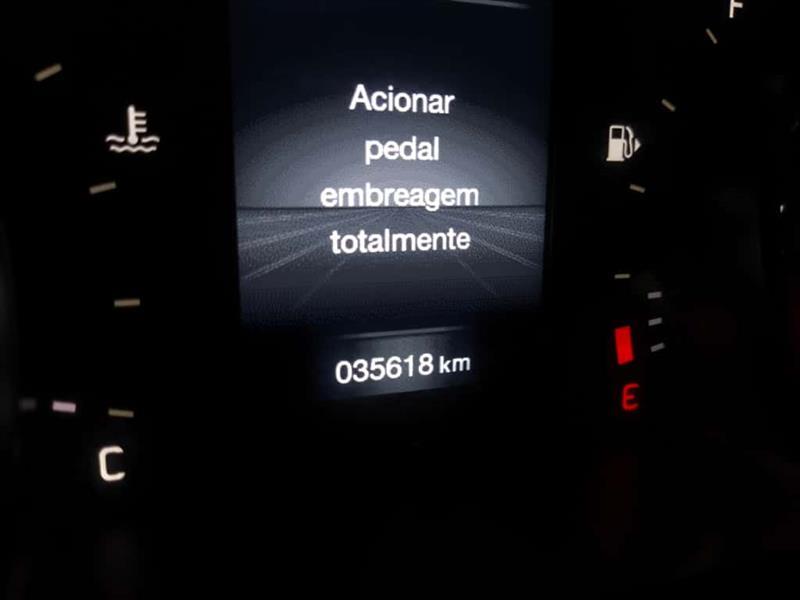 F
Acionar
pedal
embreagem
totalmente
035618 km
E
C